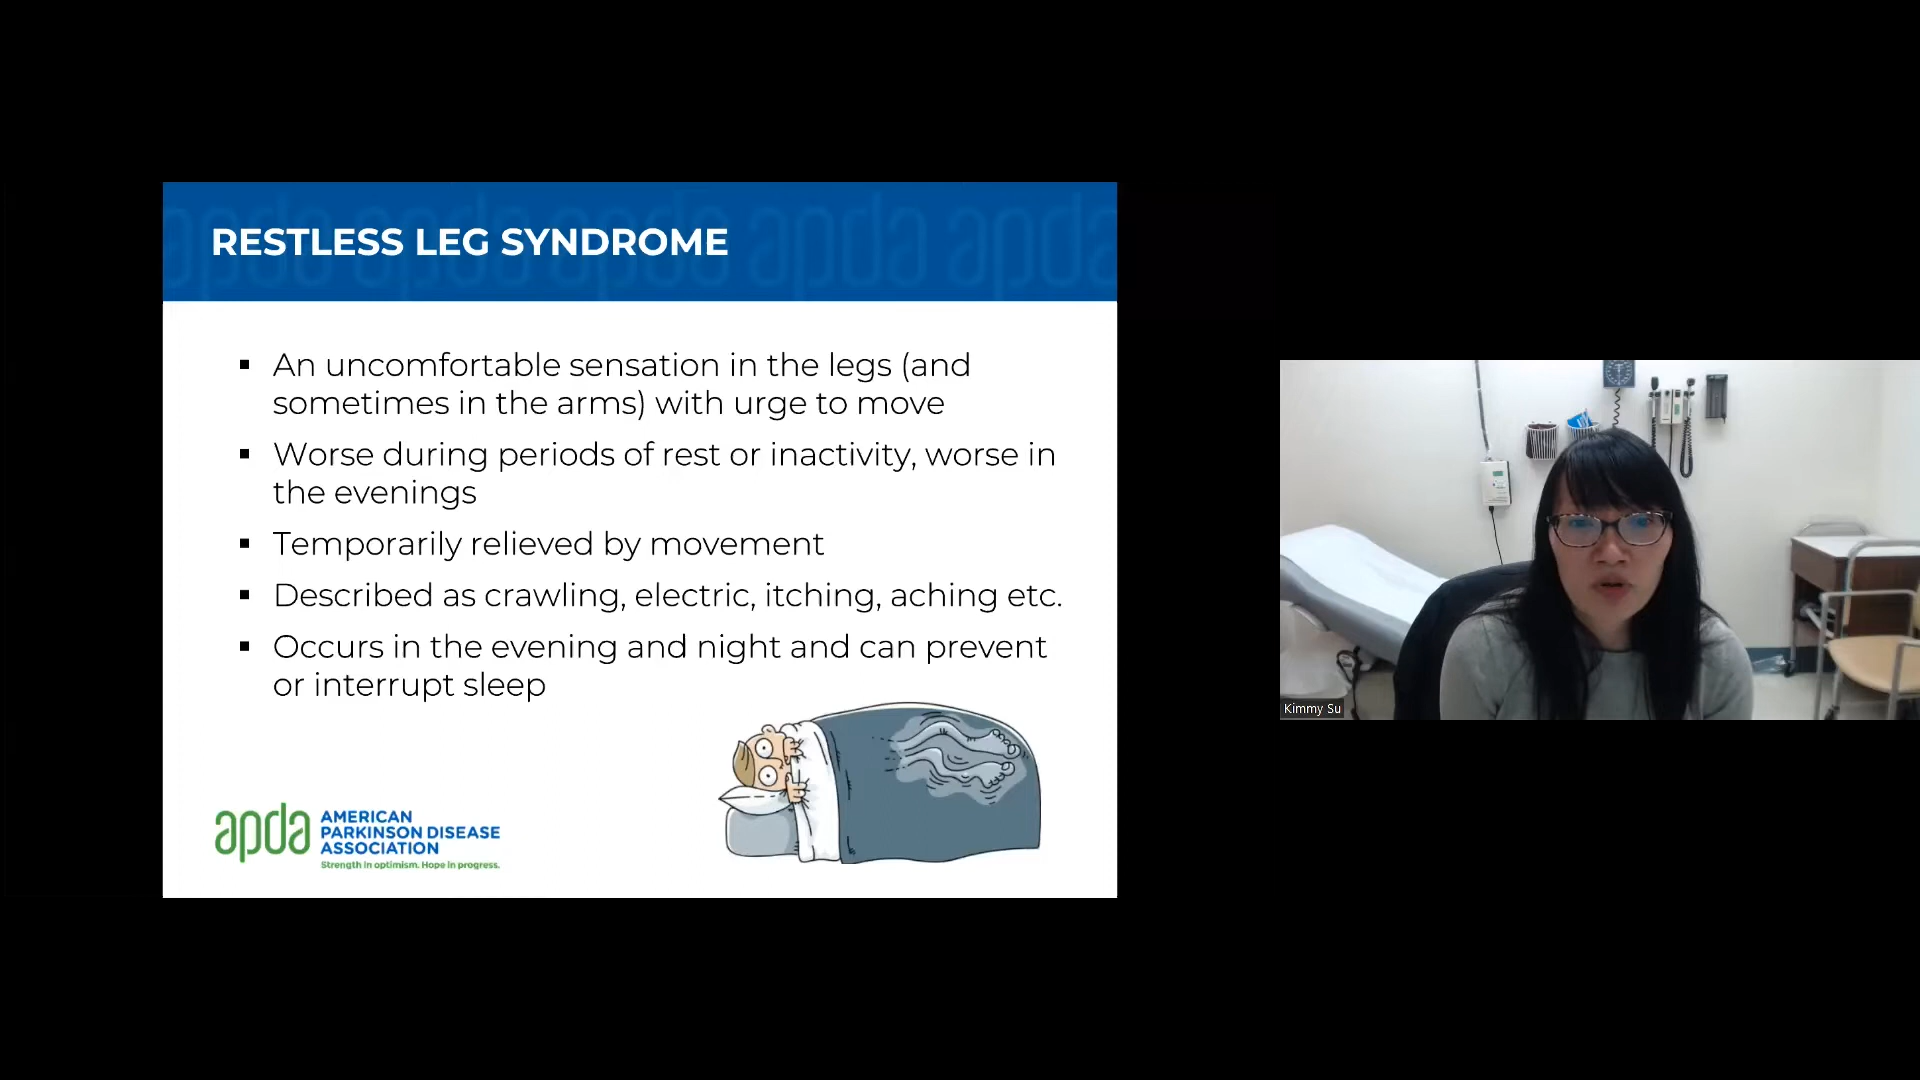 RESTLESS LEG SYNDROME
▪ An uncomfortable sensation in the legs (and
sometimes in the arms) with urge to move
▪ Worse during periods of rest or inactivity, worse in
the evenings
▪ Temporarily relieved by movement
▪ Described as crawling, electric, itching, aching etc.
▪ Occurs in the evening and night and can prevent
or interrupt sleep
apda
AMERICAN
PARKINSON DISEASE
ASSOCIATION
Strength in optimism. Hope in progress.
Kimmy Su